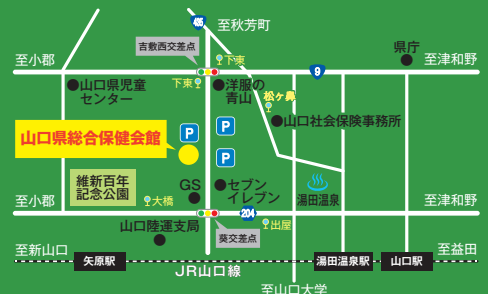 435
至秋芳町
吉敷西交差点
下東
県庁
至小郡
9
至津和野
山口県児童
センター
下東
洋服の
青山
松ヶ鼻
P
P
山口社会保険事務所
山口県総合保健会館
P
維新百年
記念公園
GS
セブン
イレブン
湯田温泉
至小郡
大橋
204
至津和野
山口陸運支局
葵交差点
出屋
至新山口
至益田
矢原駅
JR山口線
湯田温泉駅
山口駅
至山口大学